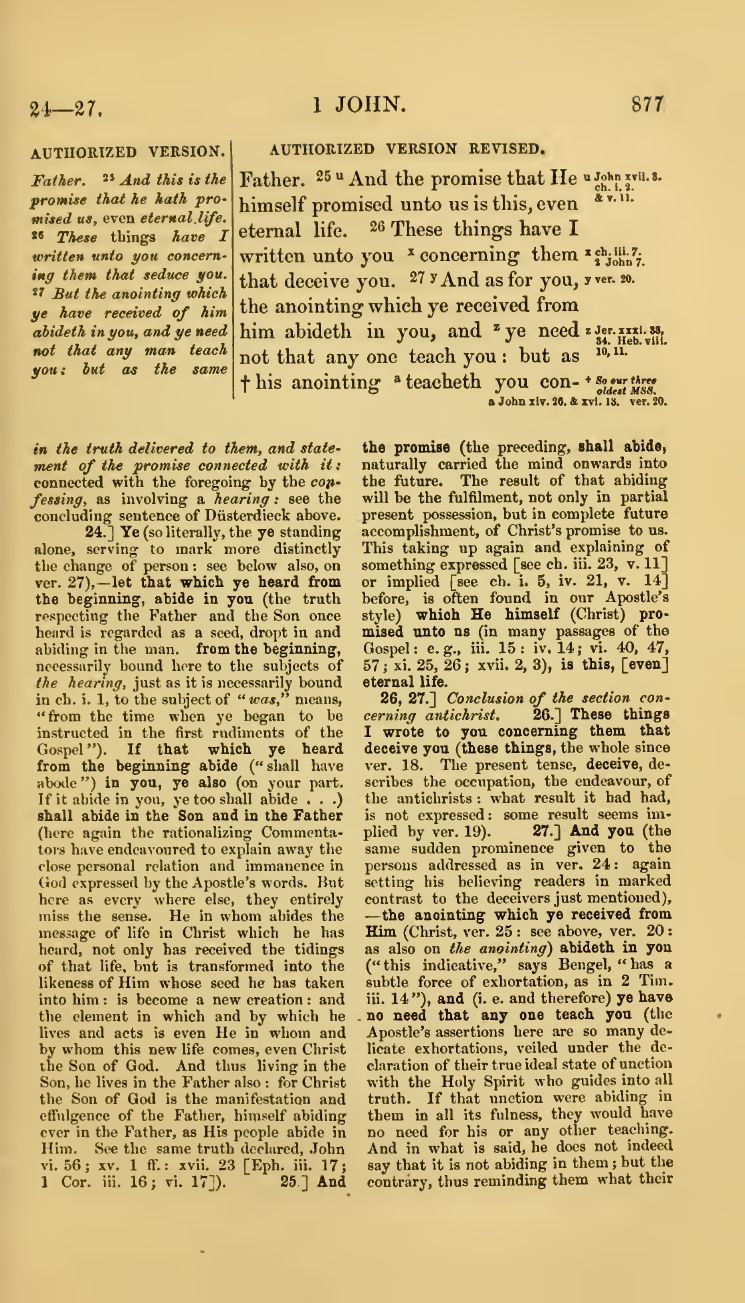 24—27.
1 JOHN.
877
AUTHORIZED VERSION.
Father. 25 And this is the
promise that he hath pro-
mised us, even eternal life.
26 These things have I
written unto you concern-
ing them that seduce you.
27 But the anointing which
ye have received of him
abideth in you, and ye need
not that any man teach
you: but as the same
AUTHORIZED VERSION REVISED.
Father. 25 u And the promise that He
himself promised unto us is this, even
eternal life. 26 These things have I
written unto you x concerning them
that deceive you. 27 y And as for you,
the anointing which ye received from
him abideth in you, and z ye need
not that any one teach you: but as
† his anointing a teacheth you con-
u John xvii. 3.
ch. i. 2.
& v. 11.
x ch. iii. 7.
2 John 7.
y ver. 20.
z Jer. xxxi. 33,
34. Heb. viii.
10, 11.
† So our three
oldest MSS.
a John xiv. 26. & xvi. 13. ver. 20.
in the truth delivered to them, and state-
ment of the promise connected with it:
connected with the foregoing by the con-
fessing, as involving a hearing: see the
concluding sentence of Düsterdieck above.
24.] Ye (so literally, the ye standing
alone, serving to mark more distinctly
the change of person: see below also, on
ver. 27),—let that which ye heard from
the beginning, abide in you (the truth
respecting the Father and the Son once
heard is regarded as a seed, dropt in and
abiding in the man. from the beginning,
necessarily bound here to the subjects of
the hearing, just as it is necessarily bound
in ch. i. 1, to the subject of "was," means,
"from the time when ye began to be
instructed in the first rudiments of the
Gospel"). If that which ye heard
from the beginning abide ("shall have
abode") in you, ye also (on your part.
If it abide in you, ye too shall abide . . .)
shall abide in the Son and in the Father
(here again the rationalizing Commenta-
tors have endeavoured to explain away the
close personal relation and immanence in
God expressed by the Apostle's words. But
here as every where else, they entirely
miss the sense. He in whom abides the
message of life in Christ which he has
heard, not only has received the tidings
of that life, but is transformed into the
likeness of Him whose seed he has taken
into him: is become a new creation: and
the element in which and by which he
lives and acts is even He in whom and
by whom this new life comes, even Christ
the Son of God. And thus living in the
Son, he lives in the Father also: for Christ
the Son of God is the manifestation and
effulgence of the Father, himself abiding
ever in the Father, as His people abide in
Him. See the same truth declared, John
vi. 56; xv. 1 ff.: xvii. 23 [Eph. iii. 17;
1 Cor. iii. 16; vi. 17]). 25.] And
the promise (the preceding, shall abide,
naturally carried the mind onwards into
the future. The result of that abiding
will be the fulfilment, not only in partial
present possession, but in complete future
accomplishment, of Christ's promise to us.
This taking up again and explaining of
something expressed [see ch. iii. 23, v. 11]
or implied [see ch. i. 5, iv. 21, v. 14]
before, is often found in our Apostle's
style) which He himself (Christ) pro-
mised unto us (in many passages of the
Gospel: e. g., iii. 15: iv. 14; vi. 40, 47,
57; xi. 25, 26; xvii. 2, 3), is this, [even]
eternal life.
26, 27.] Conclusion of the section con-
cerning antichrist. 26.] These things
I wrote to you concerning them that
deceive you (these things, the whole since
ver. 18. The present tense, deceive, de-
scribes the occupation, the endeavour, of
the antichrists: what result it had had,
is not expressed: some result seems im-
plied by ver. 19). 27.] And you (the
same sudden prominence given to the
persons addressed as in ver. 24: again
setting his believing readers in marked
contrast to the deceivers just mentioned),
—the anointing which ye received from
Him (Christ, ver. 25: see above, ver. 20:
as also on the anointing) abideth in you
("this indicative," says Bengel, "has a
subtle force of exhortation, as in 2 Tim.
iii. 14"), and (i. e. and therefore) ye have
no need that any one teach you (the
Apostle's assertions here are so many de-
licate exhortations, veiled under the de-
claration of their true ideal state of unction
with the Holy Spirit who guides into all
truth. If that unction were abiding in
them in all its fulness, they would have
no need for his or any other teaching.
And in what is said, he does not indeed
say that it is not abiding in them; but the
contrary, thus reminding them what their